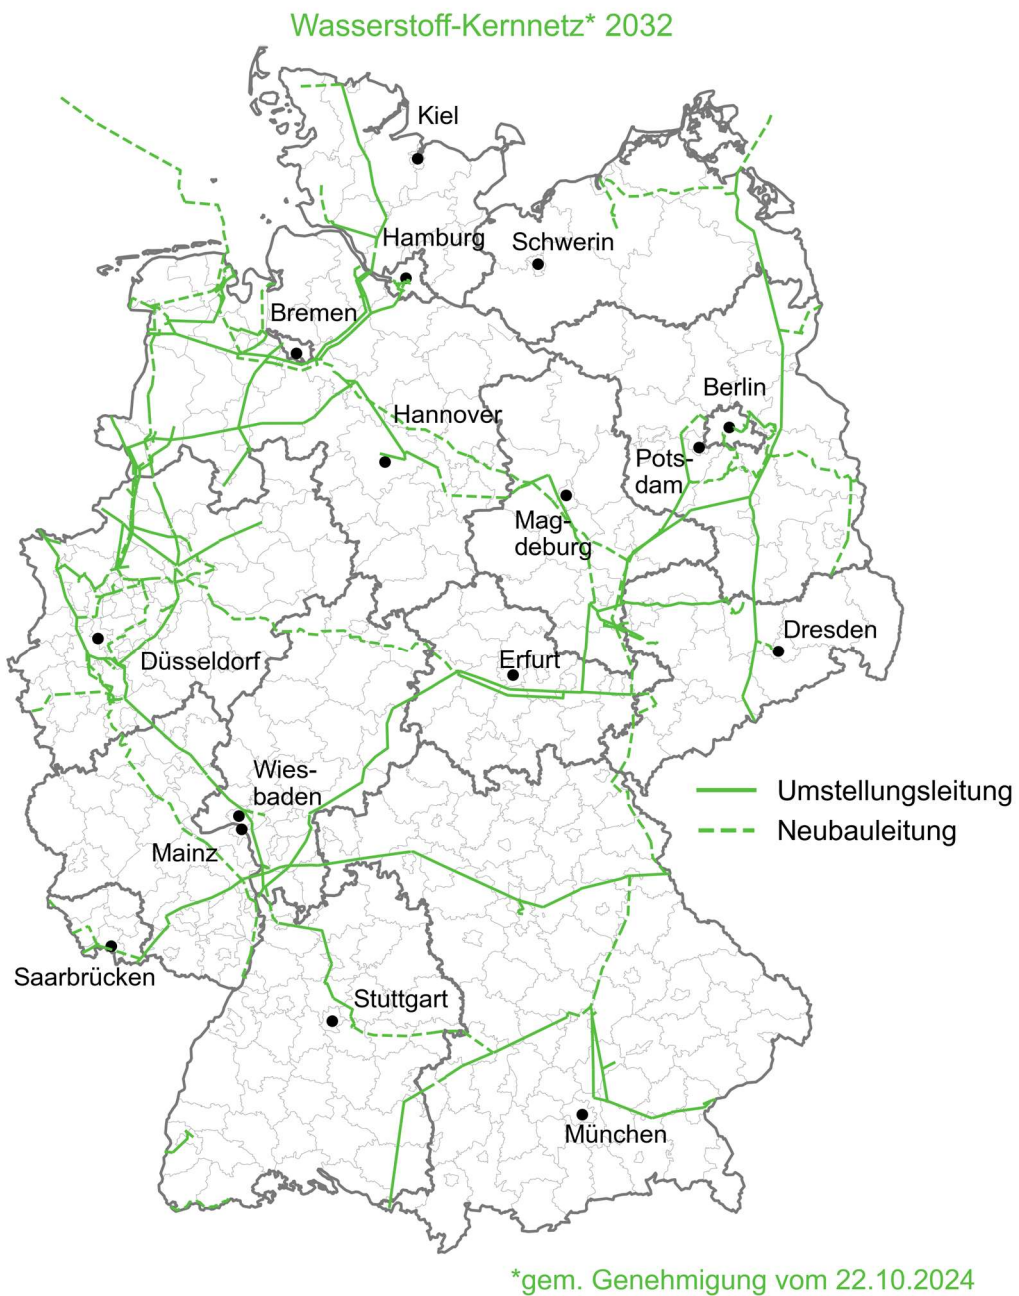 Wasserstoff-Kernnetz* 2032
Kiel
Hamburg
Schwerin
Bremen
Berlin
Hannover
Pots-
dam
Mag-
deburg
Dresden
Düsseldorf
Erfurt
Wies-
baden
Umstellungsleitung
Neubauleitung
Mainz
Saarbrücken
Stuttgart
München
*gem. Genehmigung vom 22.10.2024